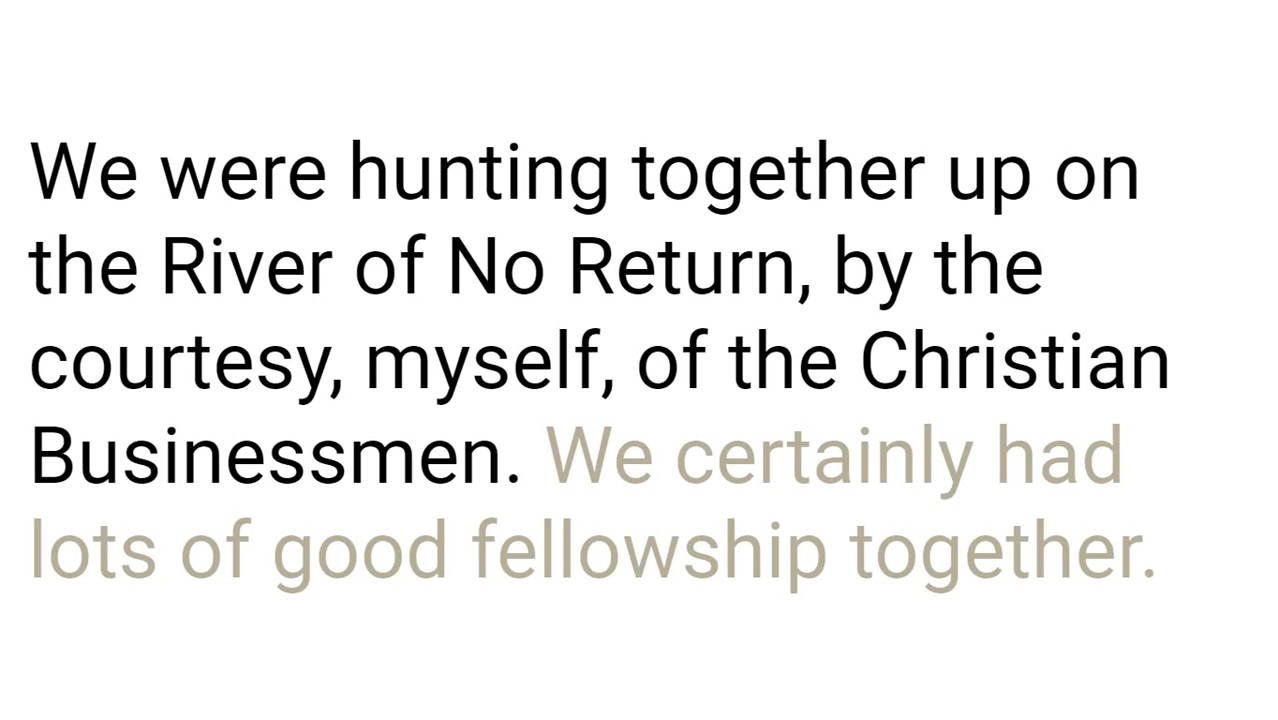 We were hunting together up on
the River of No Return, by the
courtesy, myself, of the Christian
Businessmen. We certainly had
lots of good fellowship together.